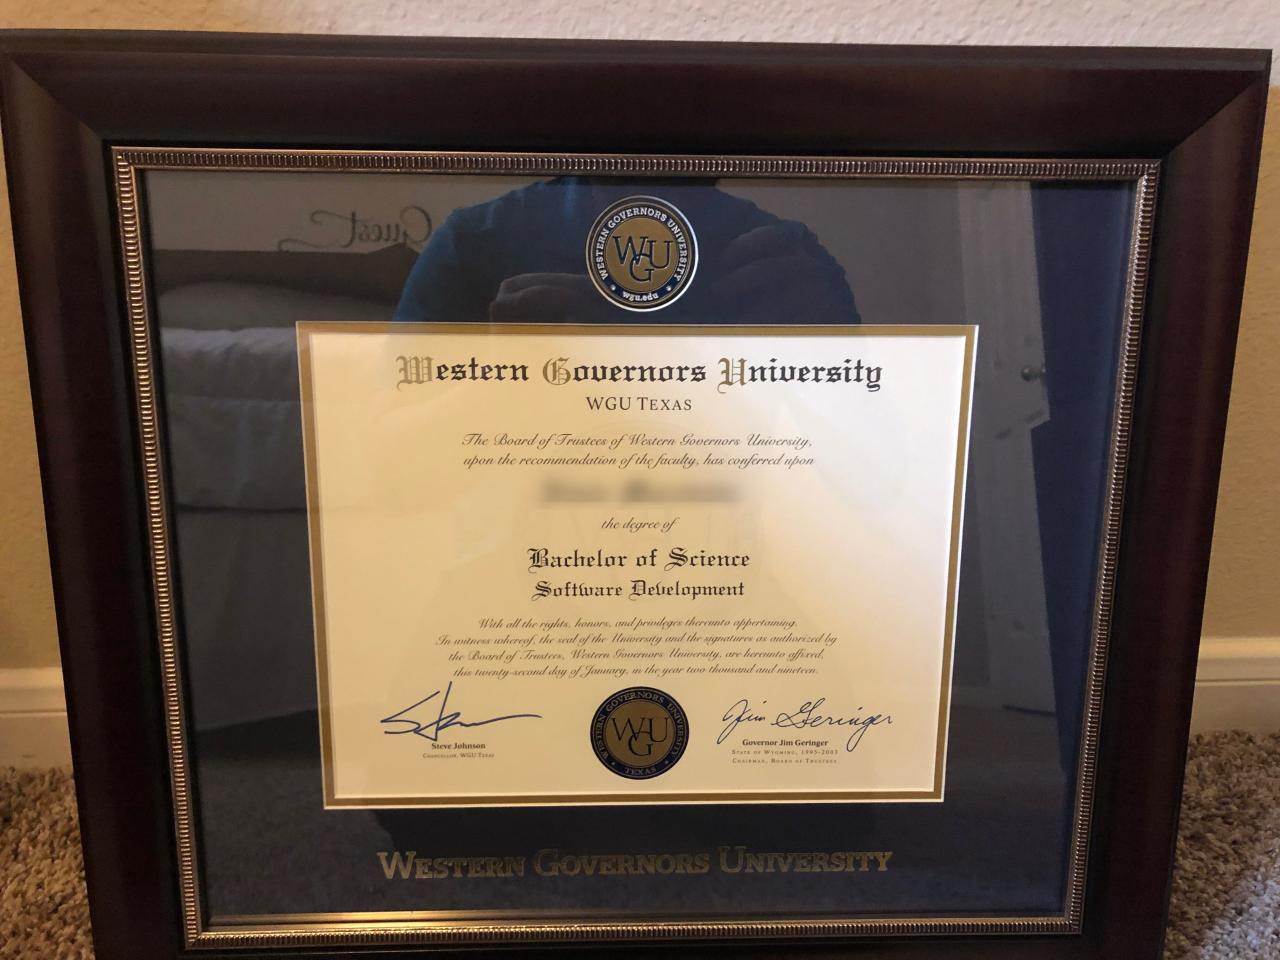 Guest
WESTERN GOVERNORS UNIVERSITY
WGU
wgu.edu
Western Governors University
WGU TEXAS
The Board of Trustees of Western Governors University,
upon the recommendation of the faculty, has conferred upon
the degree of
Bachelor of Science
Software Development
With all the rights, honors, and privileges thereunto appertaining.
In witness whereof, the seal of the University and the signatures as authorized by
the Board of Trustees, Western Governors University, are hereunto affixed,
this twenty-second day of January, in the year two thousand and nineteen.
Jim Geringer
Steve Johnson
CHANCELLOR, WGU TEXAS
WESTERN GOVERNORS UNIVERSITY
WGU
TEXAS
Governor Jim Geringer
STATE OF WYOMING, 1995-2003
CHAIRMAN, BOARD OF TRUSTEES
WESTERN GOVERNORS UNIVERSITY